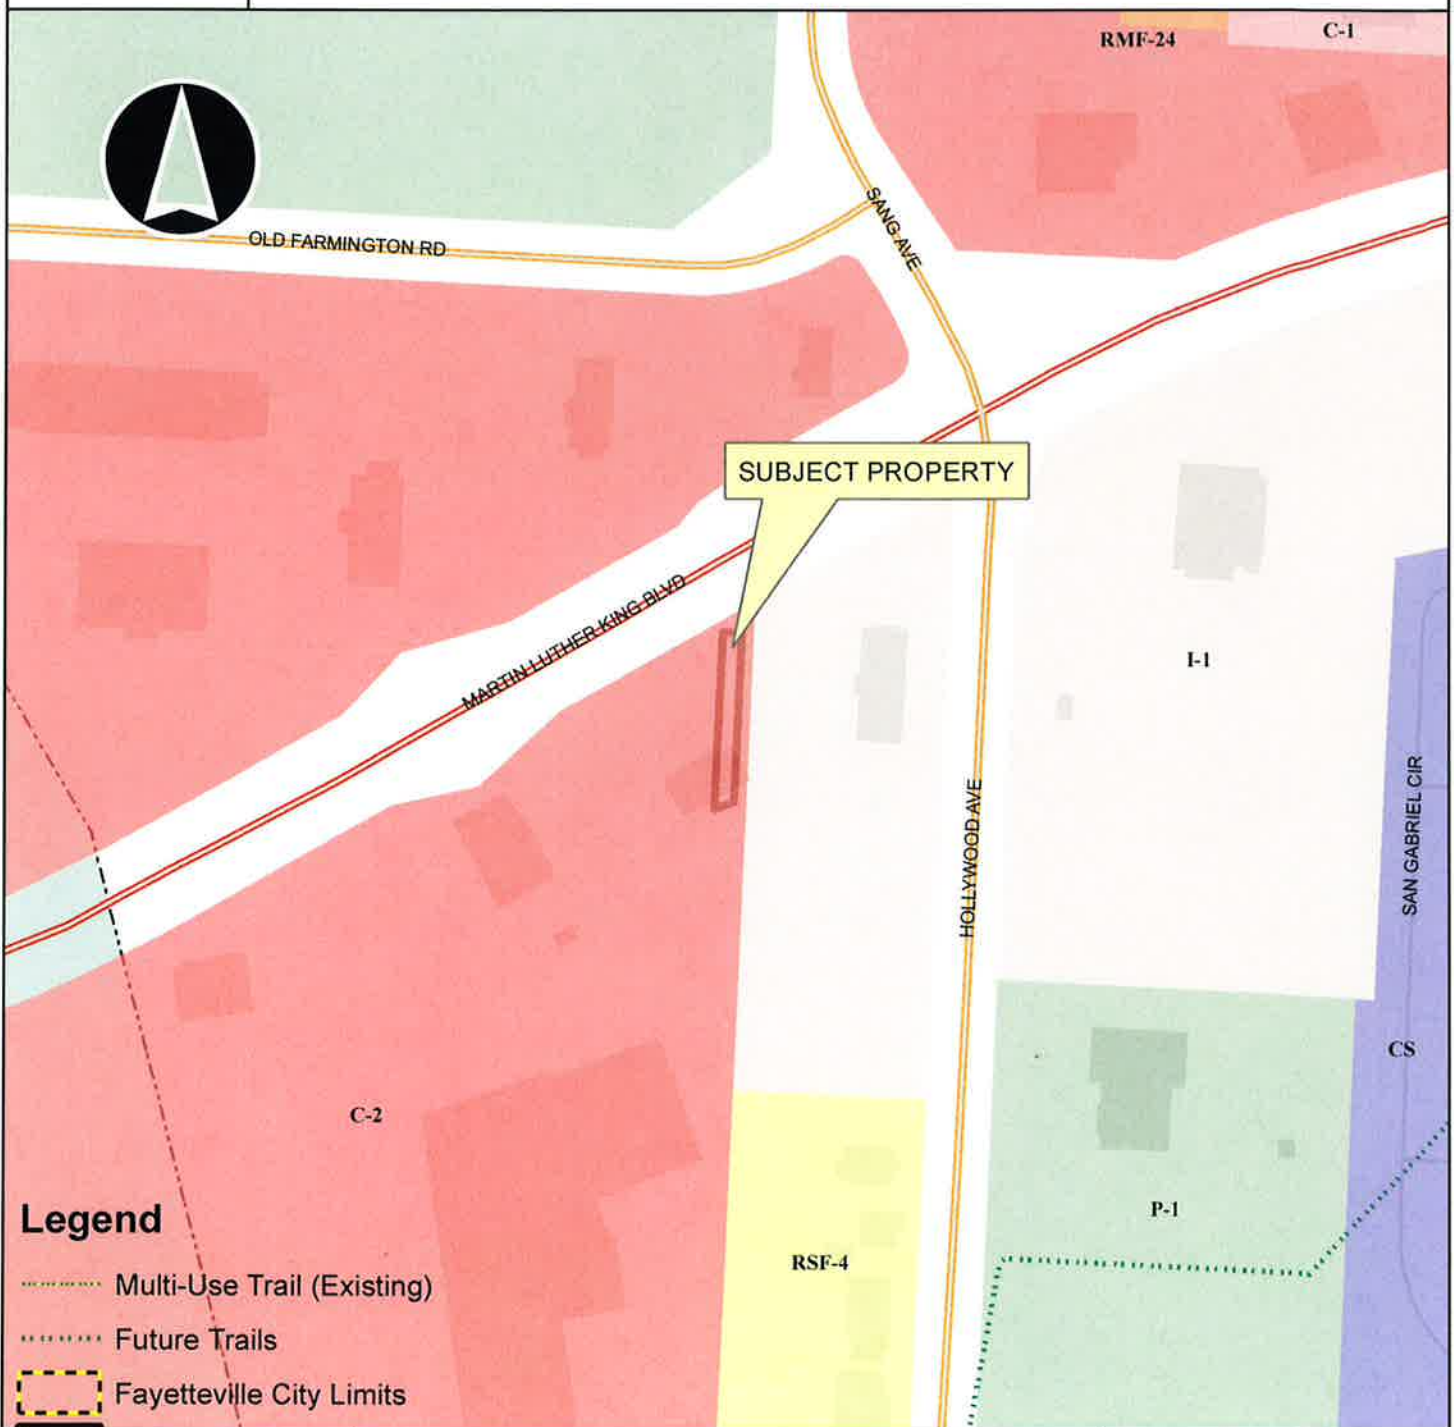 RMF-24
C-1
OLD FARMINGTON RD
SANG AVE
SUBJECT PROPERTY
MARTIN LUTHER KING BLVD
I-1
HOLLYWOOD AVE
SAN GABRIEL CIR
CS
C-2
P-1
RSF-4
Legend
Multi-Use Trail (Existing)
Future Trails
Fayetteville City Limits